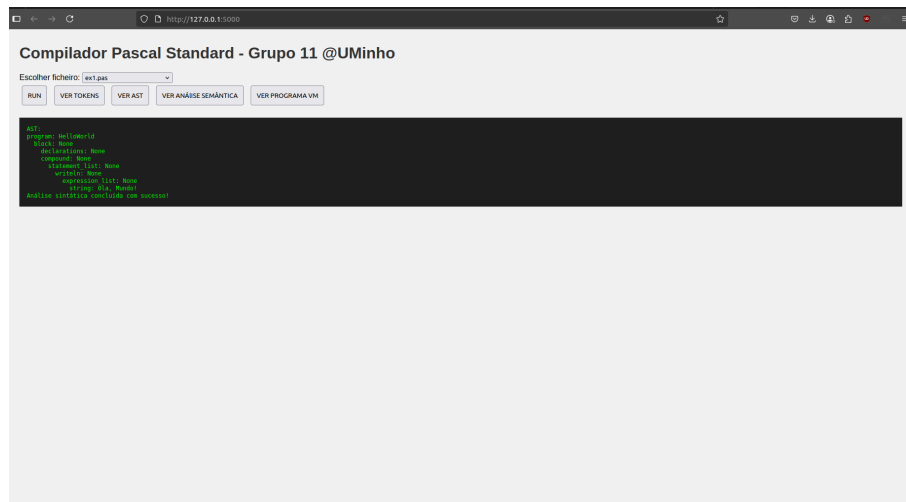 http://127.0.0.1:5000
Compilador Pascal Standard - Grupo 11 @UMinho
Escolher ficheiro: ex1.pas
RUN VER TOKENS VER AST VER ANÁLISE SEMÂNTICA VER PROGRAMA VM
AST:
program: HelloWorld
block: None
declarations: None
compound: None
statement_list: None
writeln: None
expression_list: None
string: Ola, Mundo!
Análise sintática concluída com sucesso!